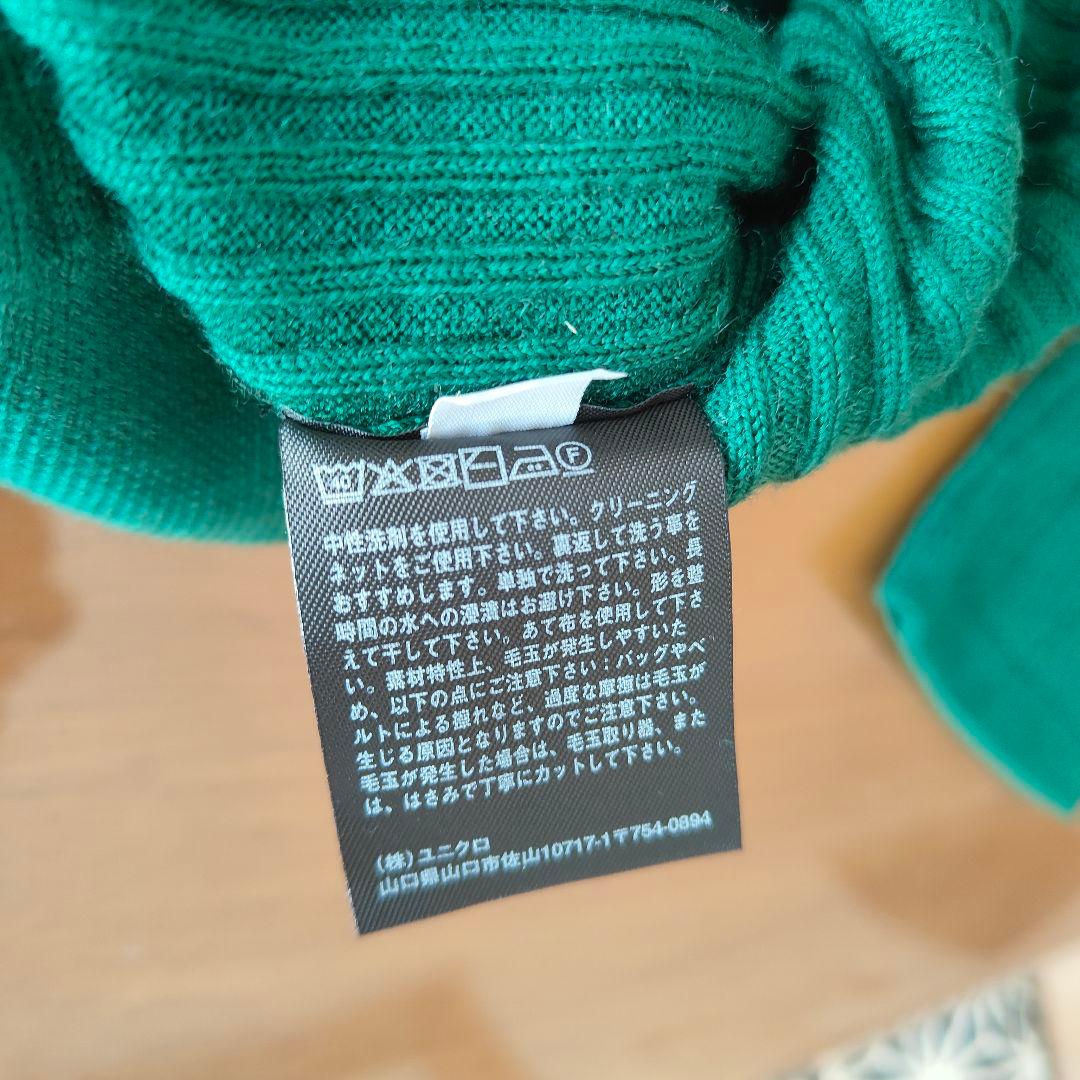 40 F
中性洗剤を使用して下さい。クリーニング
ネットをご使用下さい。裏返して洗う事を
おすすめします。単独で洗って下さい。長
時間の水への浸漬はお避け下さい。形を整
えて干して下さい。あて布を使用して下さ
い。素材特性上、毛玉が発生しやすいた
め、以下の点にご注意下さい：バッグやベ
ルトによる擦れなど、過度な摩擦は毛玉が
生じる原因となりますのでご注意下さい。
毛玉が発生した場合は、毛玉取り器、また
は、はさみで丁寧にカットして下さい。
(株)ユニクロ
山口県山口市佐山10717-1〒754-0894